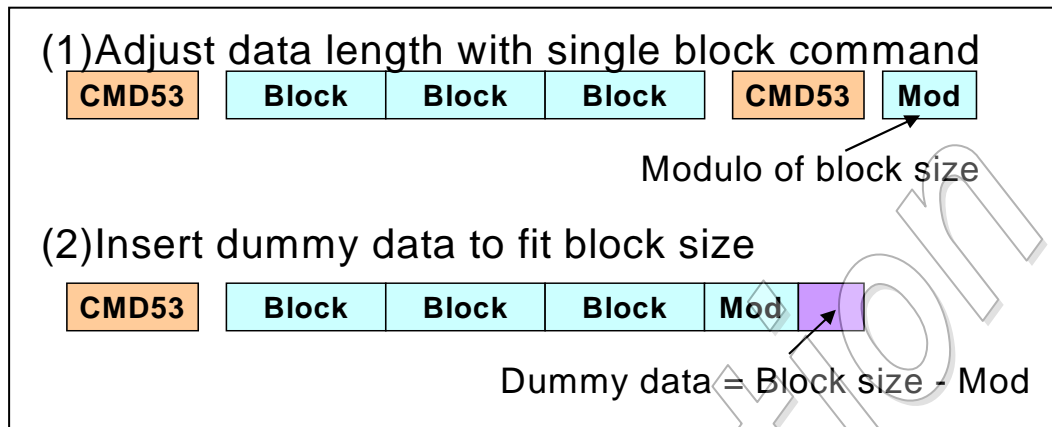 (1)Adjust data length with single block command
CMD53 Block Block Block CMD53 Mod
Modulo of block size
(2)Insert dummy data to fit block size
CMD53 Block Block Block Mod
Dummy data = Block size - Mod